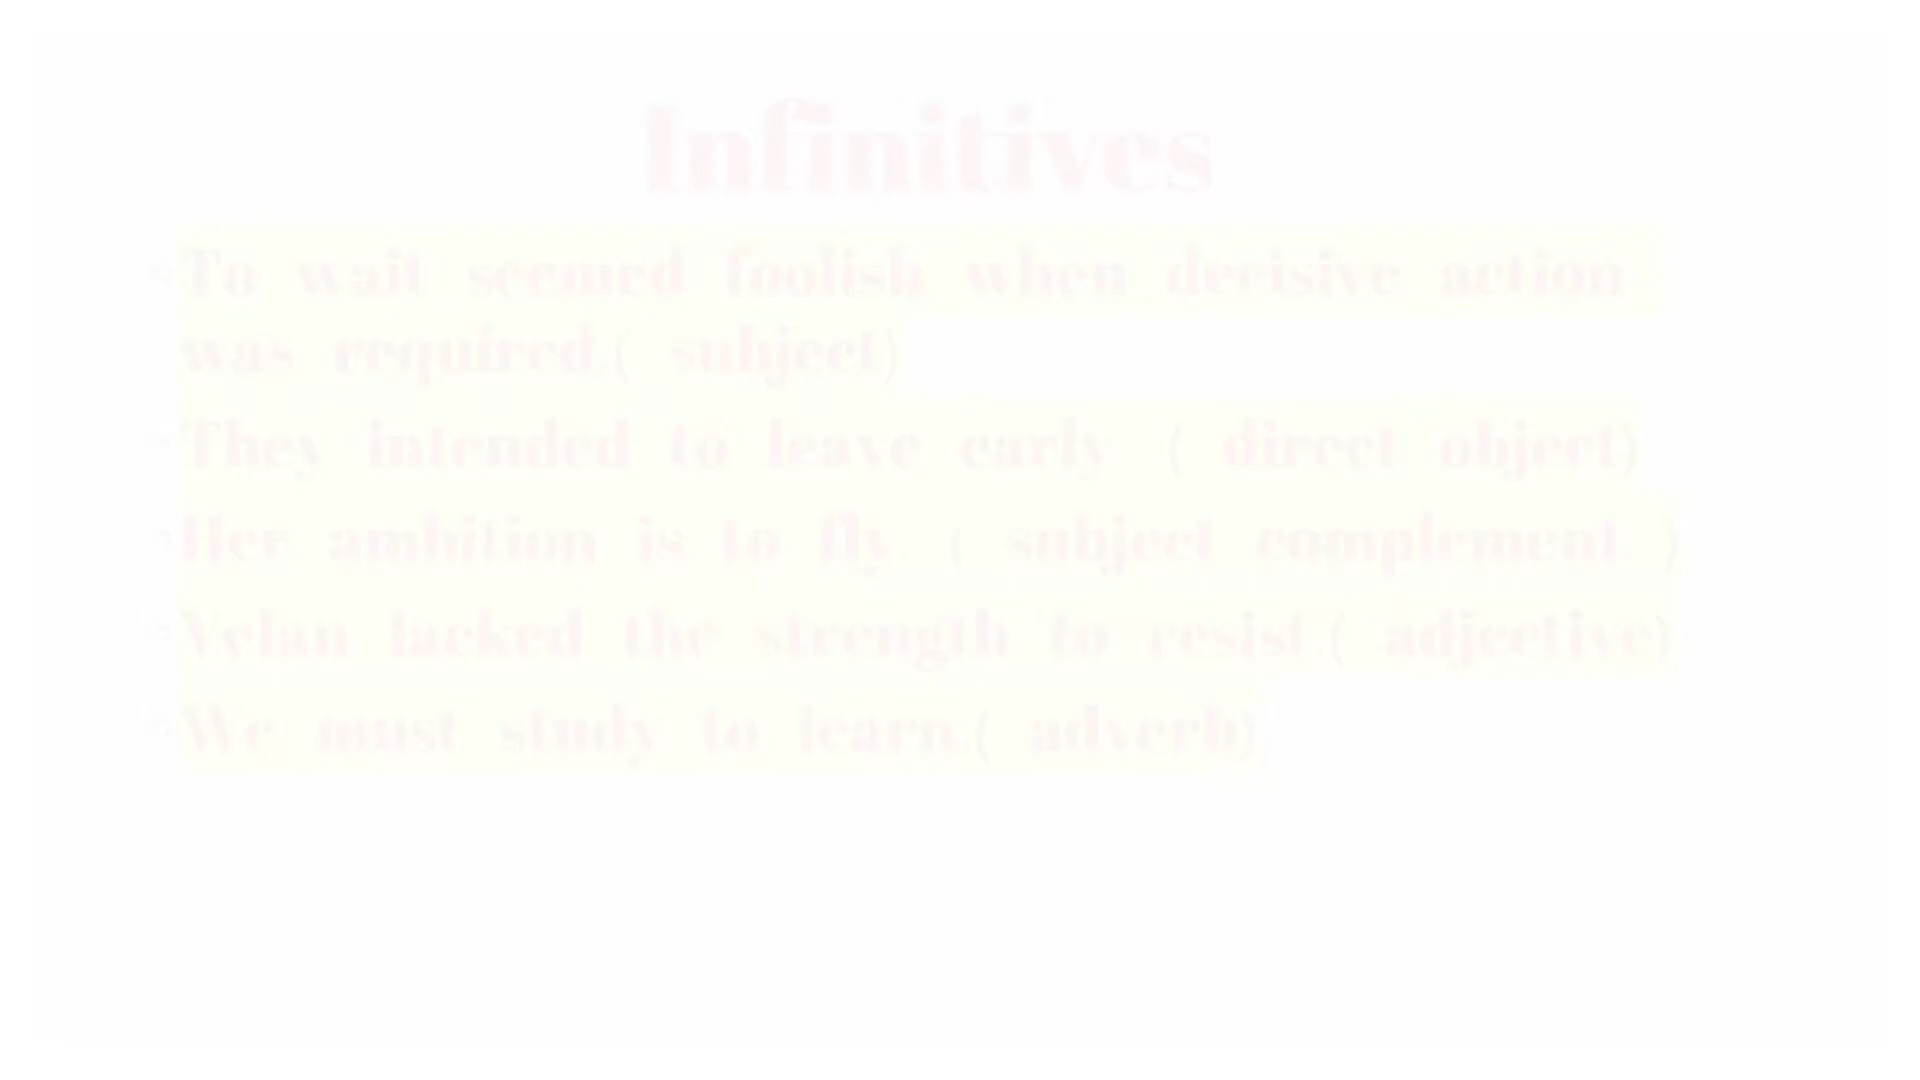 Infinitives
To wait seemed foolish when decisive action
was required.( subject)
They intended to leave early ( direct object)
Her ambition is to fly. ( subject complement )
Velan lacked the strength to resist.( adjective)
We must study to learn.( adverb)